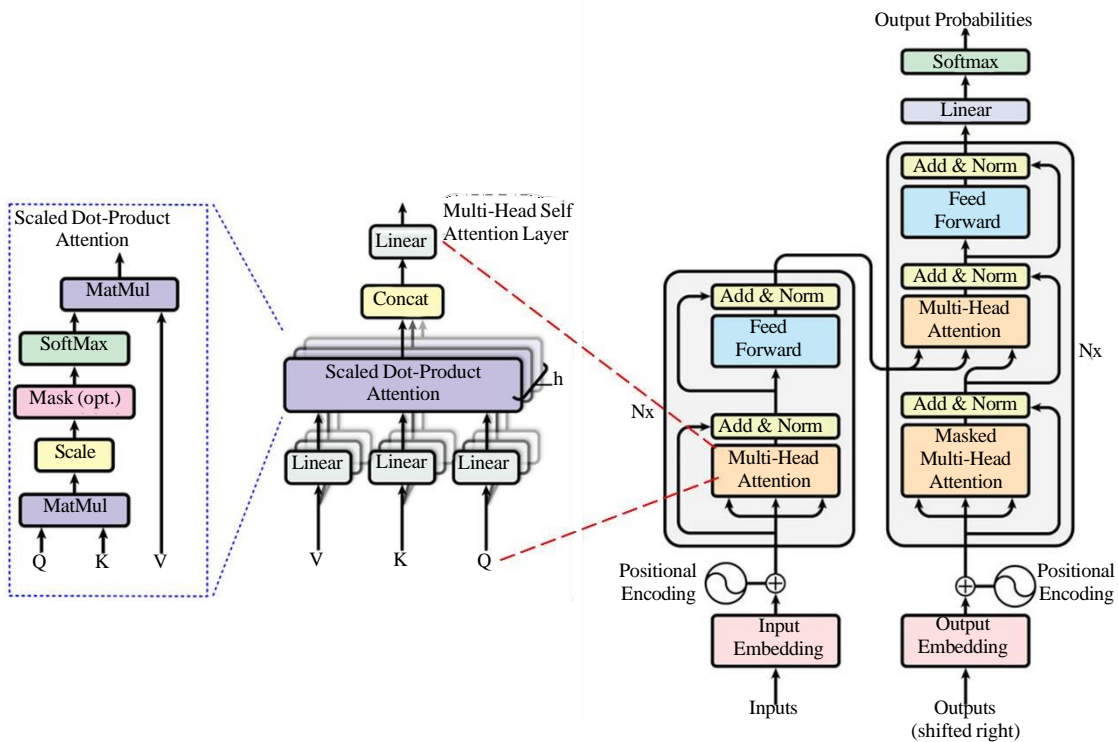 Scaled Dot-Product
Attention
MatMul
SoftMax
Mask (opt.)
Scale
MatMul
Q
K
V
Multi-Head Self
Attention Layer
Linear
Concat
Scaled Dot-Product
Attention
h
Linear
Linear
Linear
V
K
Q
Add & Norm
Feed
Forward
Nx
Add & Norm
Multi-Head
Attention
Positional
Encoding
Input
Embedding
Inputs
Output Probabilities
Softmax
Linear
Add & Norm
Feed
Forward
Add & Norm
Multi-Head
Attention
Nx
Add & Norm
Masked
Multi-Head
Attention
Positional
Encoding
Output
Embedding
Outputs
(shifted right)